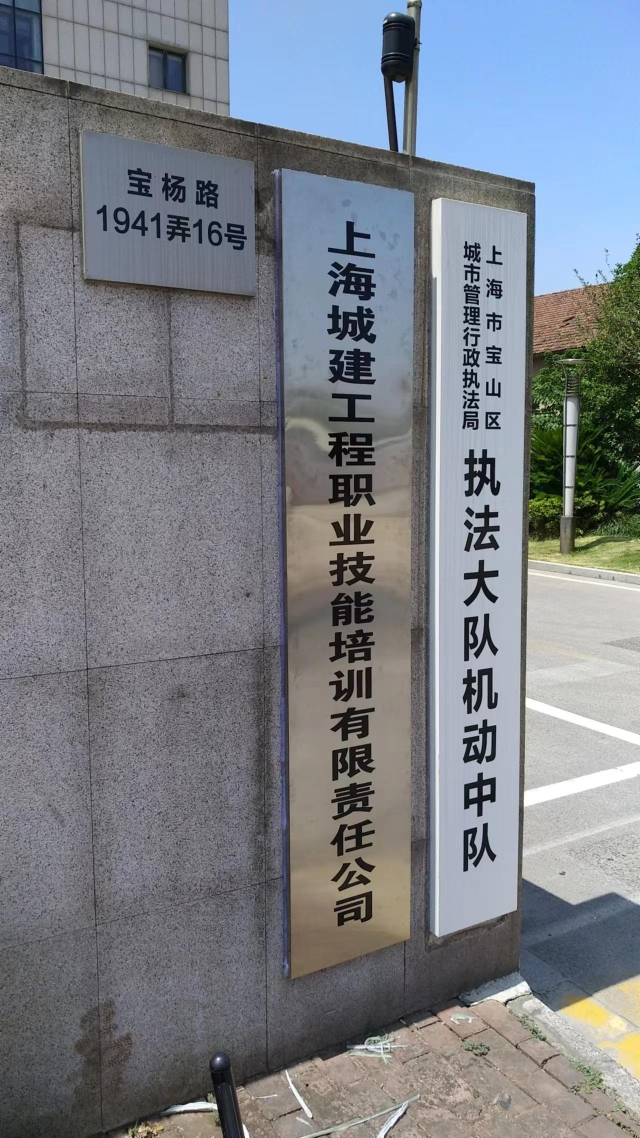 宝杨路
1941弄16号
上海城建工程职业技能培训有限责任公司
上海市宝山区
城市管理行政执法局
执法大队机动中队